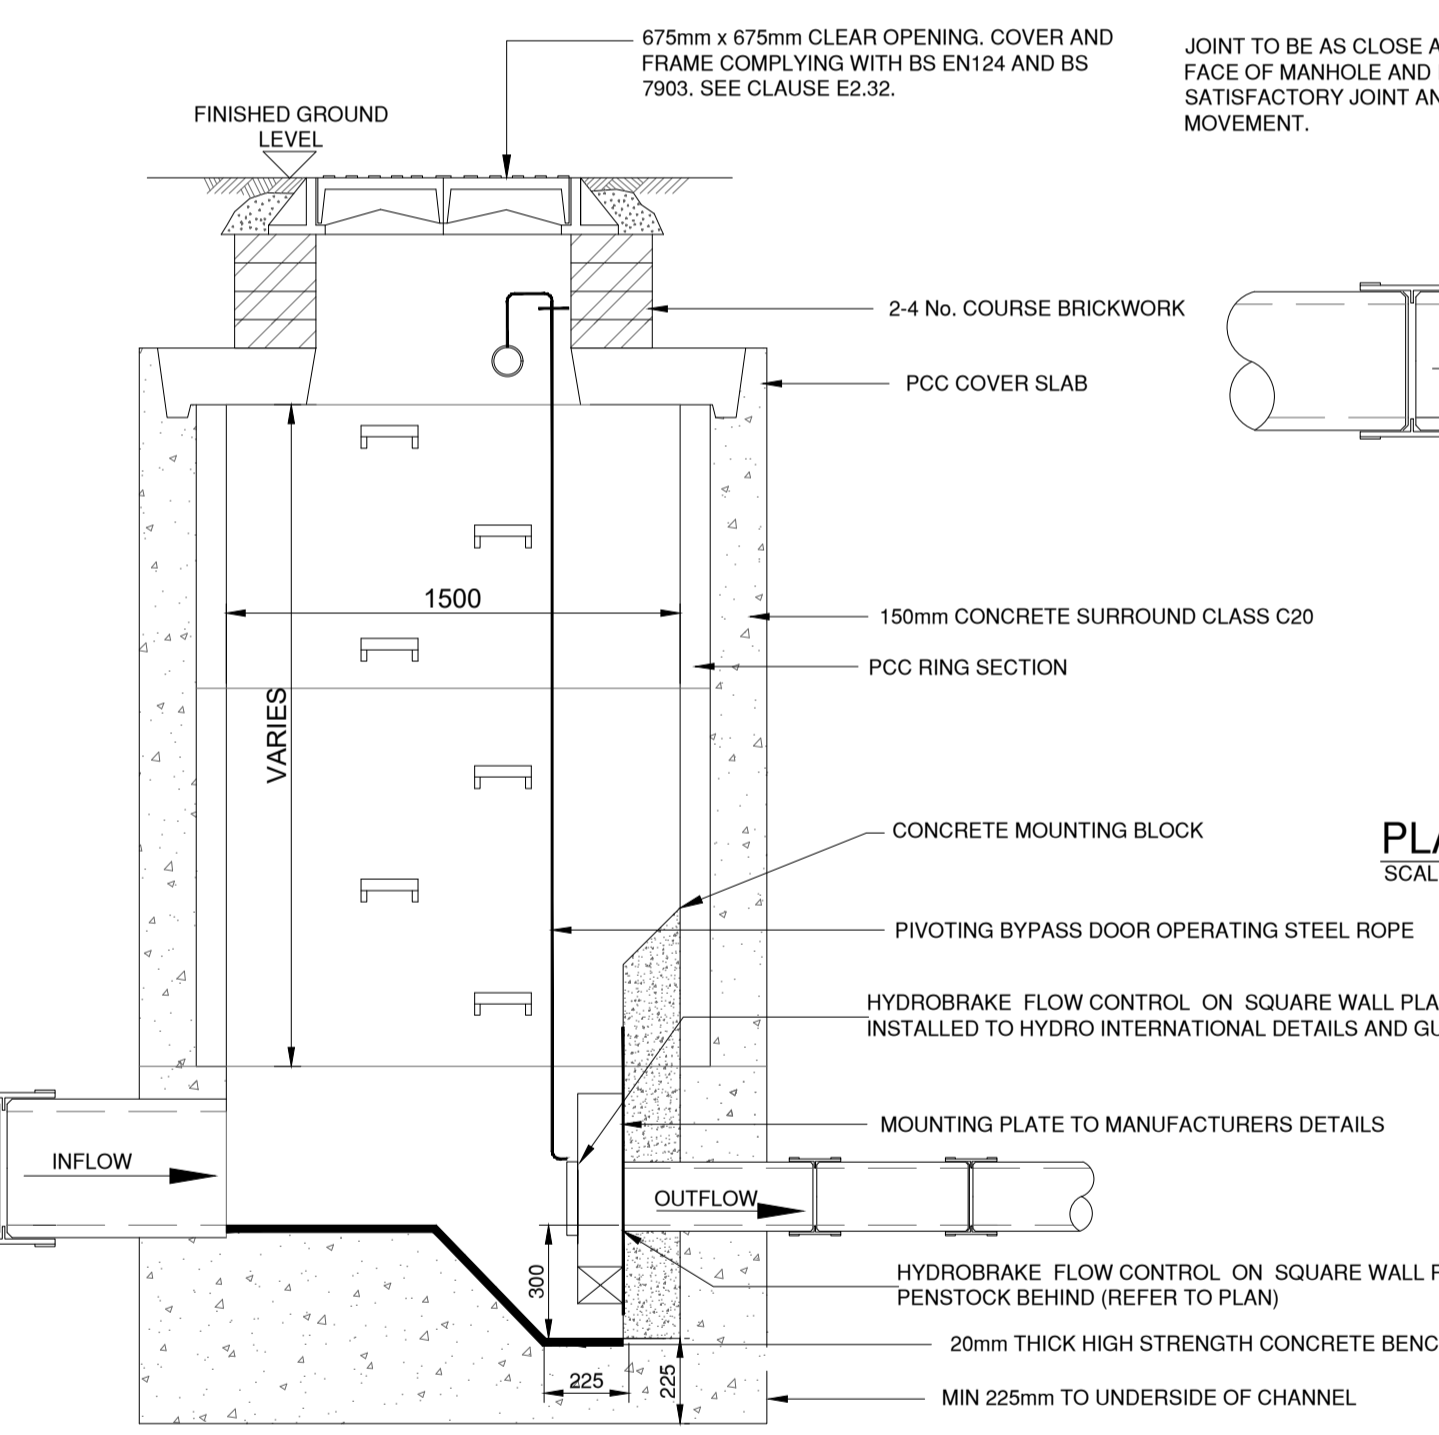 675mm x 675mm CLEAR OPENING. COVER AND
FRAME COMPLYING WITH BS EN124 AND BS
7903. SEE CLAUSE E2.32.
JOINT TO BE AS CLOSE
FACE OF MANHOLE AND
SATISFACTORY JOINT
MOVEMENT.
FINISHED GROUND
LEVEL
2-4 No. COURSE BRICKWORK
PCC COVER SLAB
1500
150mm CONCRETE SURROUND CLASS C20
PCC RING SECTION
VARIES
CONCRETE MOUNTING BLOCK
SCAL
PIVOTING BYPASS DOOR OPERATING STEEL ROPE
HYDROBRAKE FLOW CONTROL ON SQUARE WALL
INSTALLED TO HYDRO INTERNATIONAL DETAILS AND
MOUNTING PLATE TO MANUFACTURERS DETAILS
INFLOW
OUTFLOW
300
HYDROBRAKE FLOW CONTROL ON SQUARE WALL
PENSTOCK BEHIND (REFER TO PLAN)
20mm THICK HIGH STRENGTH CONCRETE
225
225
MIN 225mm TO UNDERSIDE OF CHANNEL